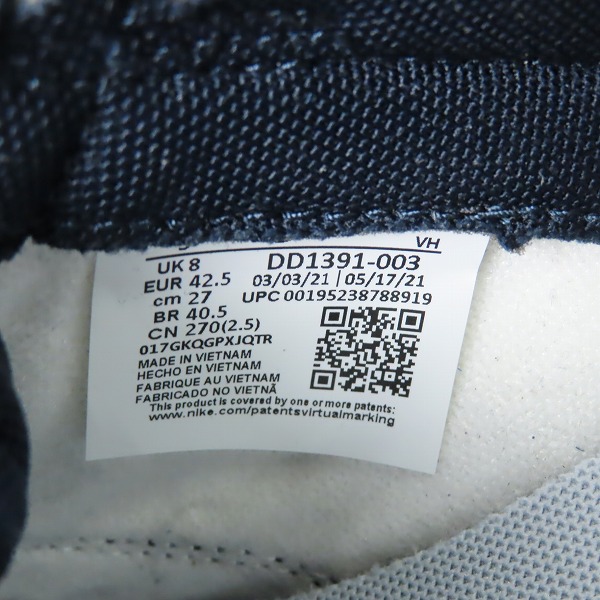 VH
UK 8
DD1391-003
EUR 42.5
03/03/21 | 05/17/21
cm 27
UPC 00195238788919
BR 40.5
CN 270(2.5)
017GKQGPXJQTR
MADE IN VIETNAM
HECHO EN VIETNAM
FABRIQUE AU VIETNAM
FABRICADO NO VIETNÃ
This product is covered by one or more patents:
www.nike.com/patentsvirtualmarking